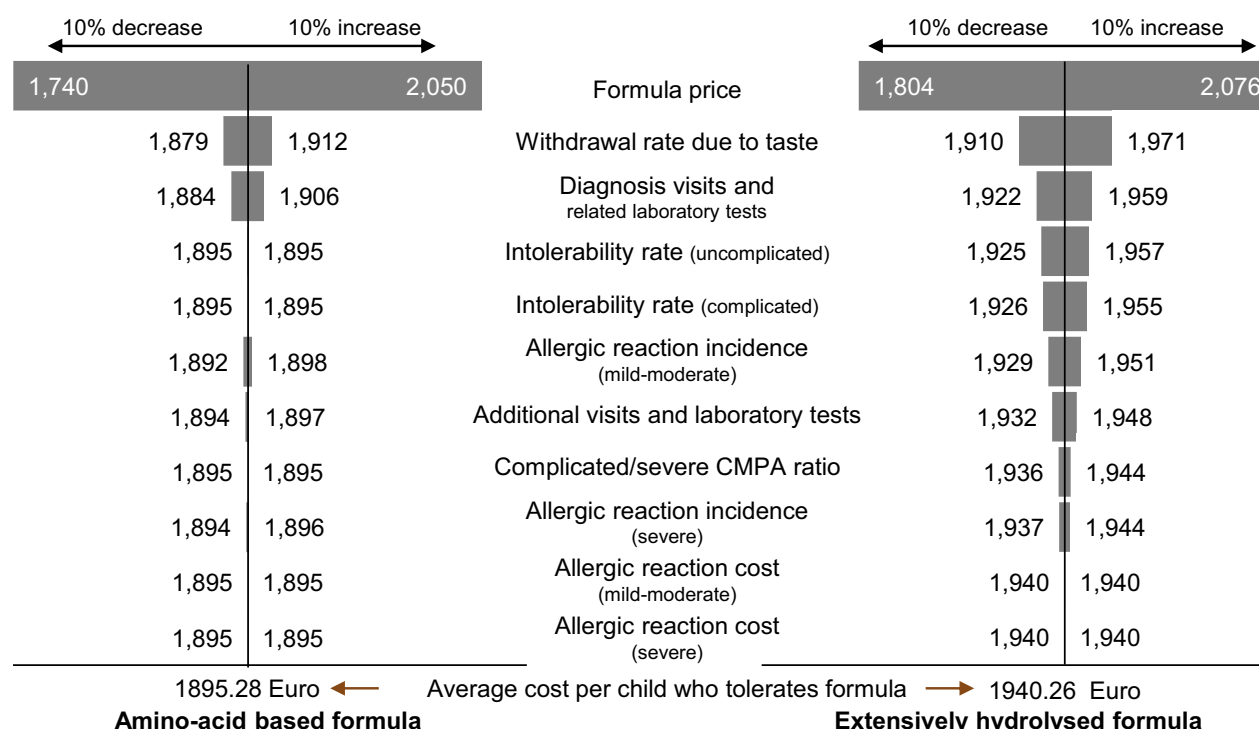 10% decrease 10% increase 10% decrease 10% increase
1,740 2,050 Formula price 1,804 2,076
1,879 1,912 Withdrawal rate due to taste 1,910 1,971
1,884 1,906 Diagnosis visits and 1,922 1,959
related laboratory tests
1,895 1,895 Intolerability rate (uncomplicated) 1,925 1,957
1,895 1,895 Intolerability rate (complicated) 1,926 1,955
1,892 1,898 Allergic reaction incidence 1,929 1,951
(mild-moderate)
1,894 1,897 Additional visits and laboratory tests 1,932 1,948
1,895 1,895 Complicated/severe CMPA ratio 1,936 1,944
1,894 1,896 Allergic reaction incidence 1,937 1,944
(severe)
1,895 1,895 Allergic reaction cost 1,940 1,940
(mild-moderate)
1,895 1,895 Allergic reaction cost 1,940 1,940
(severe)
1895.28 Euro Average cost per child who tolerates formula 1940.26 Euro
Amino-acid based formula Extensively hydrolysed formula